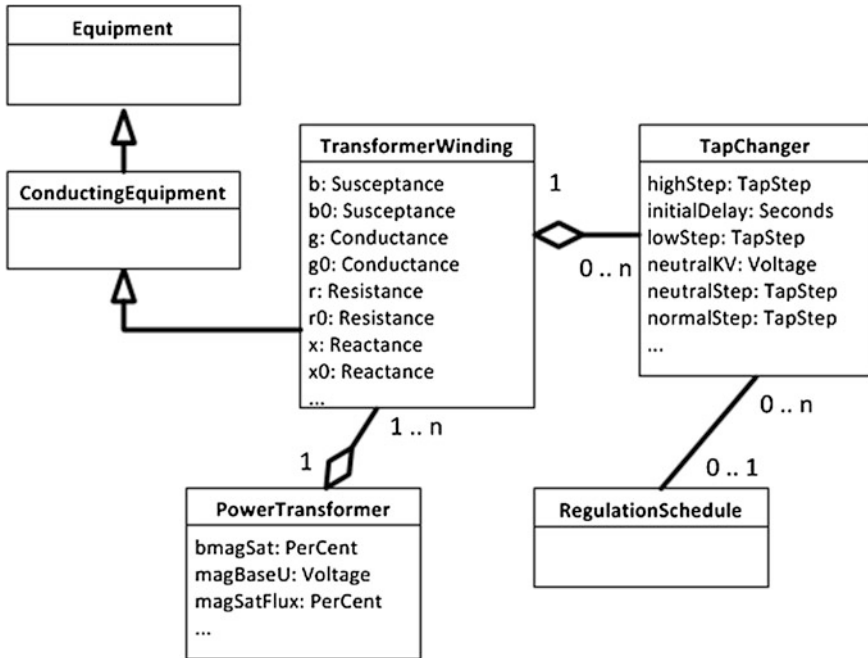 Equipment
ConductingEquipment
TransformerWinding
b: Susceptance
b0: Susceptance
g: Conductance
g0: Conductance
r: Resistance
r0: Resistance
x: Reactance
x0: Reactance
...
1
0 .. n
TapChanger
highStep: TapStep
initialDelay: Seconds
lowStep: TapStep
neutralKV: Voltage
neutralStep: TapStep
normalStep: TapStep
...
1 .. n
1
0 .. n
0 .. 1
PowerTransformer
bmagSat: PerCent
magBaseU: Voltage
magSatFlux: PerCent
...
RegulationSchedule